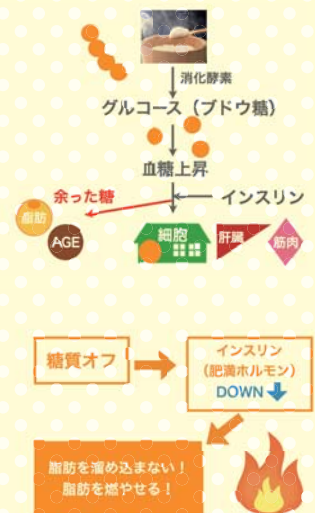 消化酵素
グルコース（ブドウ糖）
血糖上昇
余った糖
インスリン
脂肪
AGE
細胞
肝臓
筋肉
糖質オフ
インスリン
（肥満ホルモン）
DOWN
脂肪を溜め込まない！
脂肪を燃やせる！